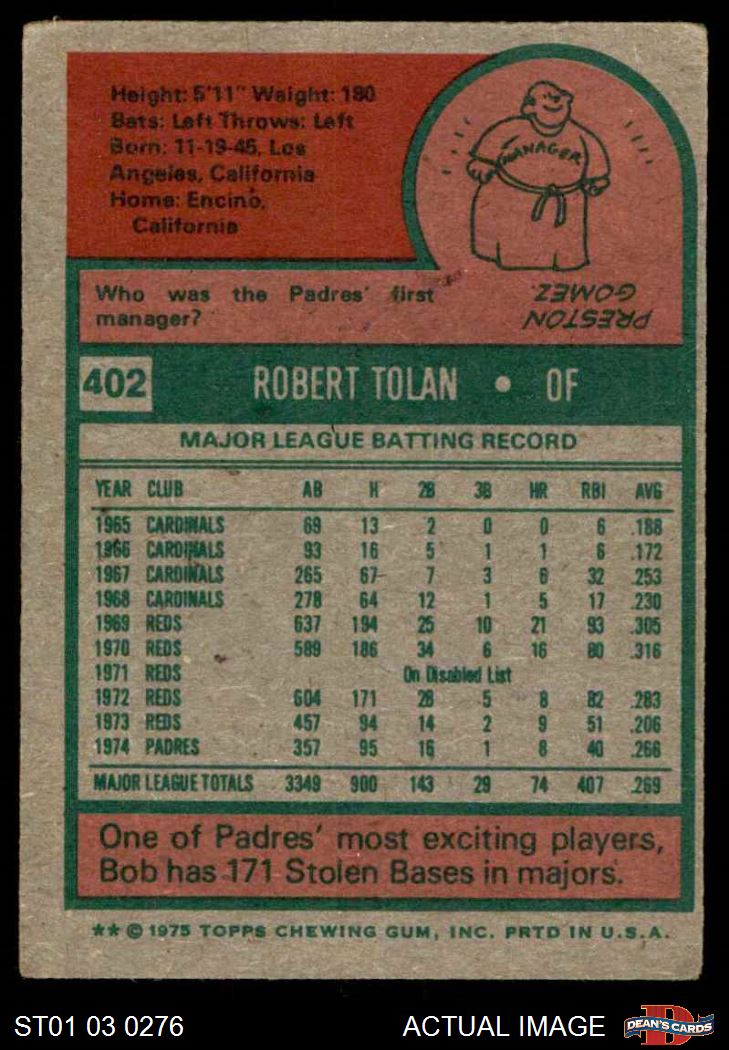 Height: 5'11" Weight: 180
Bats: Left Throws: Left
Born: 11-19-45, Los
Angeles, California
Home: Encino,
California
MANAGER
Who was the Padres' first
manager?
PRESTON
GOMEZ.
402 ROBERT TOLAN • OF
MAJOR LEAGUE BATTING RECORD
YEAR CLUB AB H 2B 3B HR RBI AVG
1965 CARDINALS 69 13 2 0 0 6 .188
1966 CARDINALS 93 16 5 1 1 6 .172
1967 CARDINALS 265 67 7 3 6 32 .253
1968 CARDINALS 278 64 12 1 5 17 .230
1969 REDS 637 194 25 10 21 93 .305
1970 REDS 589 186 34 6 16 80 .316
1971 REDS On Disabled List
1972 REDS 604 171 28 5 8 82 .283
1973 REDS 457 94 14 2 9 51 .206
1974 PADRES 357 95 16 1 8 40 .266
MAJOR LEAGUE TOTALS 3349 900 143 29 74 407 .269
One of Padres' most exciting players,
Bob has 171 Stolen Bases in majors.
** © 1975 TOPPS CHEWING GUM, INC. PRTD IN U.S.A.
ST01 03 0276 ACTUAL IMAGE D DEAN'S CARDS